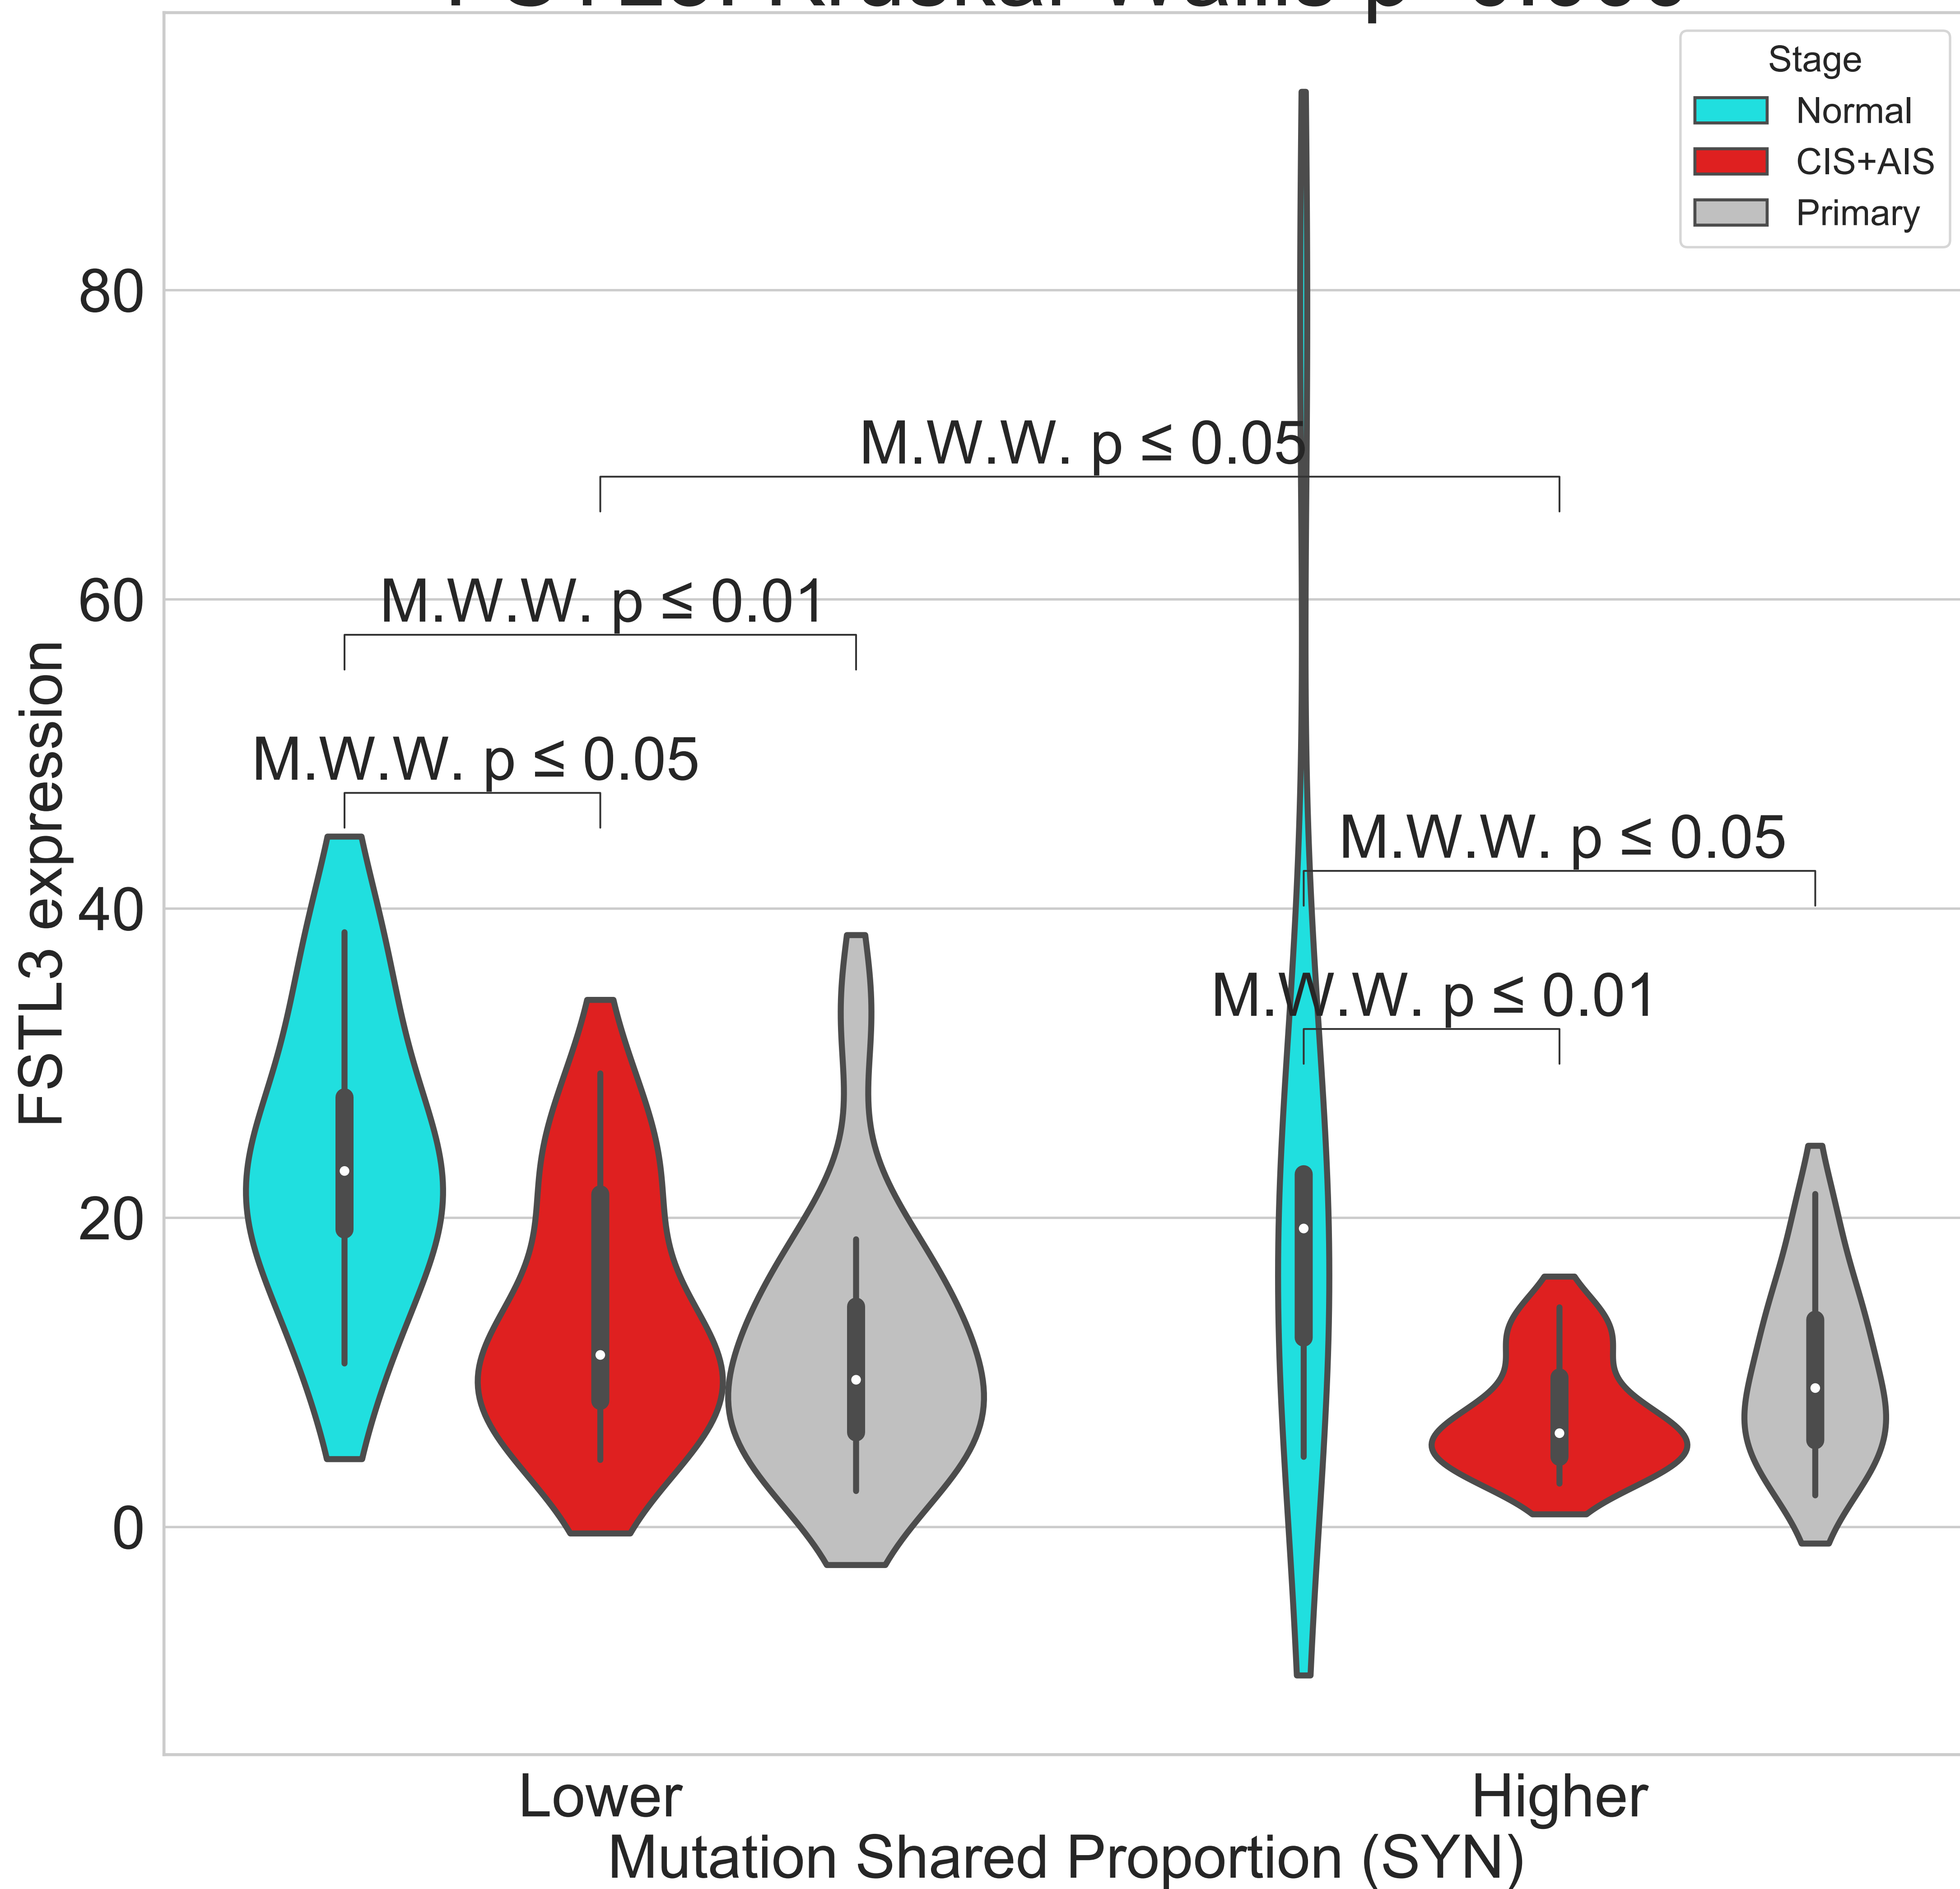 Stage
Normal
CIS+AIS
Primary
80
60
40
20
0
FSTL3 expression
M.W.W. p ≤ 0.05
M.W.W. p ≤ 0.01
M.W.W. p ≤ 0.05
M.W.W. p ≤ 0.05
M.W.W. p ≤ 0.01
Lower
Higher
Mutation Shared Proportion (SYN)